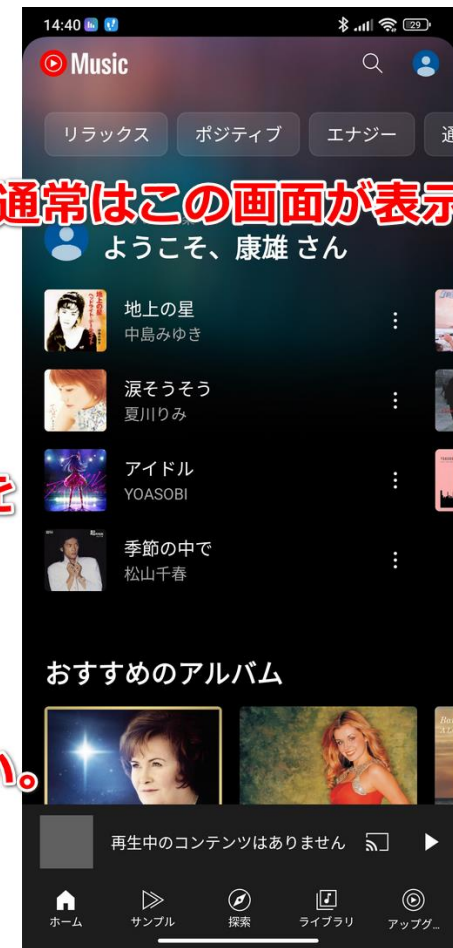 14:40
29
Music
リラックス
ポジティブ
エナジー
通
通常はこの画面が表示
ようこそ、康雄 さん
地上の星
中島みゆき
涙そうそう
夏川りみ
を
アイドル
YOASOBI
季節の中で
松山千春
おすすめのアルバム
い。
再生中のコンテンツはありません
ホーム
サンプル
探索
ライブラリ
アップグ...